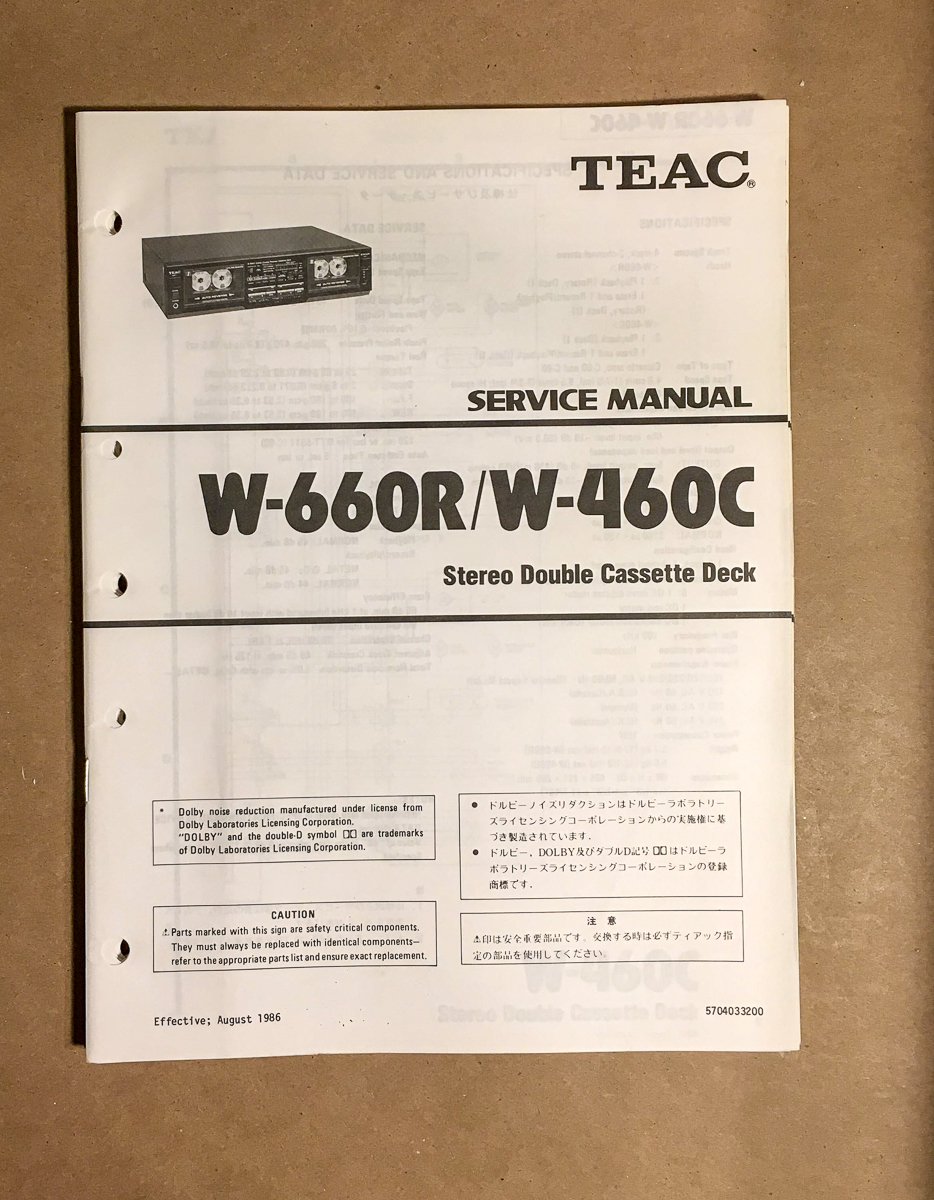 TEAC®
TEAC
SERVICE MANUAL
W-660R/W-460C
Stereo Double Cassette Deck
* Dolby noise reduction manufactured under license from
Dolby Laboratories Licensing Corporation.
"DOLBY" and the double-D symbol are trademarks
of Dolby Laboratories Licensing Corporation.
CAUTION
⚠ Parts marked with this sign are safety critical components.
They must always be replaced with identical components—
refer to the appropriate parts list and ensure exact replacement.
● ドルビーノイズリダクションはドルビーラボラトリー
ズライセンシングコーポレーションからの実施権に基
づき製造されています.
● ドルビー, DOLBY及びダブルD記号 はドルビーラ
ボラトリーズライセンシングコーポレーションの登録
商標です.
注 意
⚠印は安全重要部品です. 交換する時は必ずティアック指
定の部品を使用してください.
Effective; August 1986
5704033200